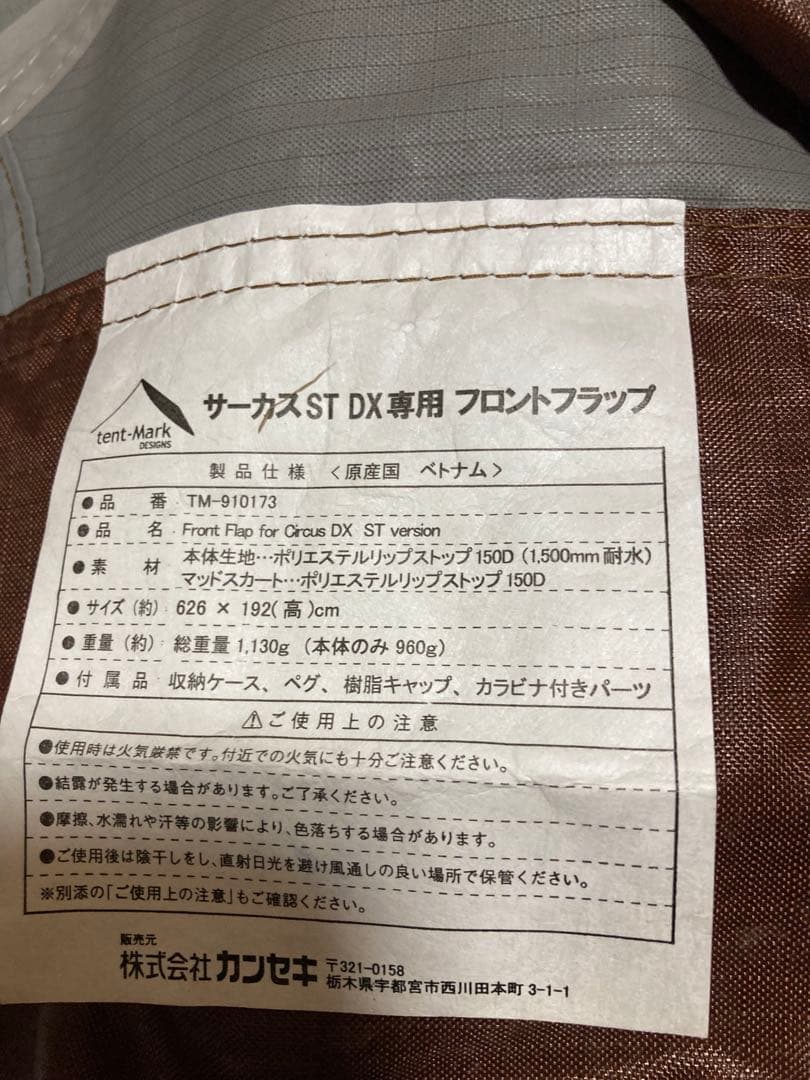 tent-Mark
DESIGNS
サーカスST DX専用 フロントフラップ
製品仕様 <原産国 ベトナム>
●品 番 TM-910173
●品 名 Front Flap for Circus DX ST version
●素 材 本体生地…ポリエステルリップストップ150D (1,500mm耐水)
マッドスカート…ポリエステルリップストップ150D
●サイズ(約) 626 × 192(高)cm
●重量(約) 総重量1,130g (本体のみ 960g)
●付属品 収納ケース、ペグ、樹脂キャップ、カラビナ付きパーツ
⚠ご使用上の注意
●使用時は火気厳禁です。付近での火気にも十分ご注意ください。
●結露が発生する場合があります。ご了承ください。
●摩擦、水濡れや汗等の影響により、色落ちする場合があります。
●ご使用後は陰干しをし、直射日光を避け風通しの良い場所で保管ください。
※別添の「ご使用上の注意」もご確認ください。
販売元
株式会社 カンセキ 〒321-0158
栃木県宇都宮市西川田本町 3-1-1